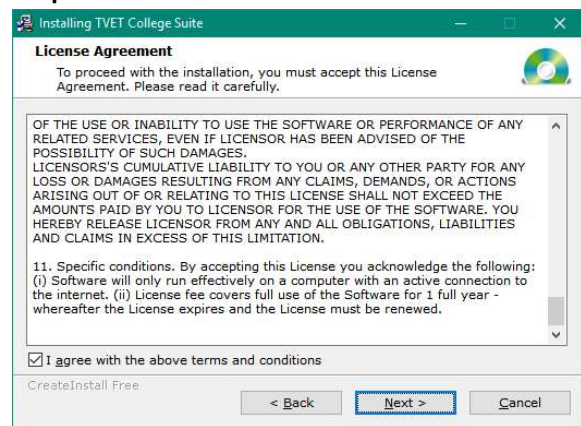 Installing TVET College Suite
License Agreement
To proceed with the installation, you must accept this License
Agreement. Please read it carefully.
OF THE USE OR INABILITY TO USE THE SOFTWARE OR PERFORMANCE OF ANY
RELATED SERVICES, EVEN IF LICENSOR HAS BEEN ADVISED OF THE
POSSIBILITY OF SUCH DAMAGES.
LICENSORS'S CUMULATIVE LIABILITY TO YOU OR ANY OTHER PARTY FOR ANY
LOSS OR DAMAGES RESULTING FROM ANY CLAIMS, DEMANDS, OR ACTIONS
ARISING OUT OF OR RELATING TO THIS LICENSE SHALL NOT EXCEED THE
AMOUNTS PAID BY YOU TO LICENSOR FOR THE USE OF THE SOFTWARE. YOU
HEREBY RELEASE LICENSOR FROM ANY AND ALL OBLIGATIONS, LIABILITIES
AND CLAIMS IN EXCESS OF THIS LIMITATION.
11. Specific conditions. By accepting this License you acknowledge the following:
(i) Software will only run effectively on a computer with an active connection to
the internet. (ii) License fee covers full use of the Software for 1 full year -
whereafter the License expires and the License must be renewed.
I agree with the above terms and conditions
CreateInstall Free
< Back Next > Cancel